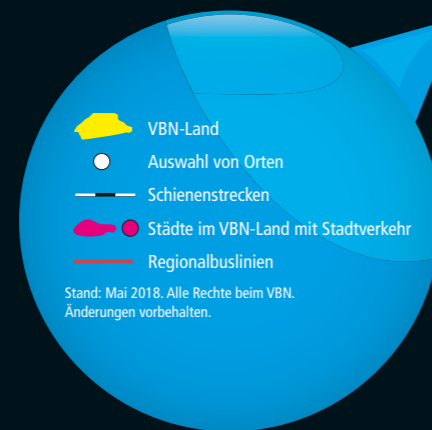 VBN-Land
Auswahl von Orten
Schienenstrecken
Städte im VBN-Land mit Stadtverkehr
Regionalbuslinien
Stand: Mai 2018. Alle Rechte beim VBN.
Änderungen vorbehalten.